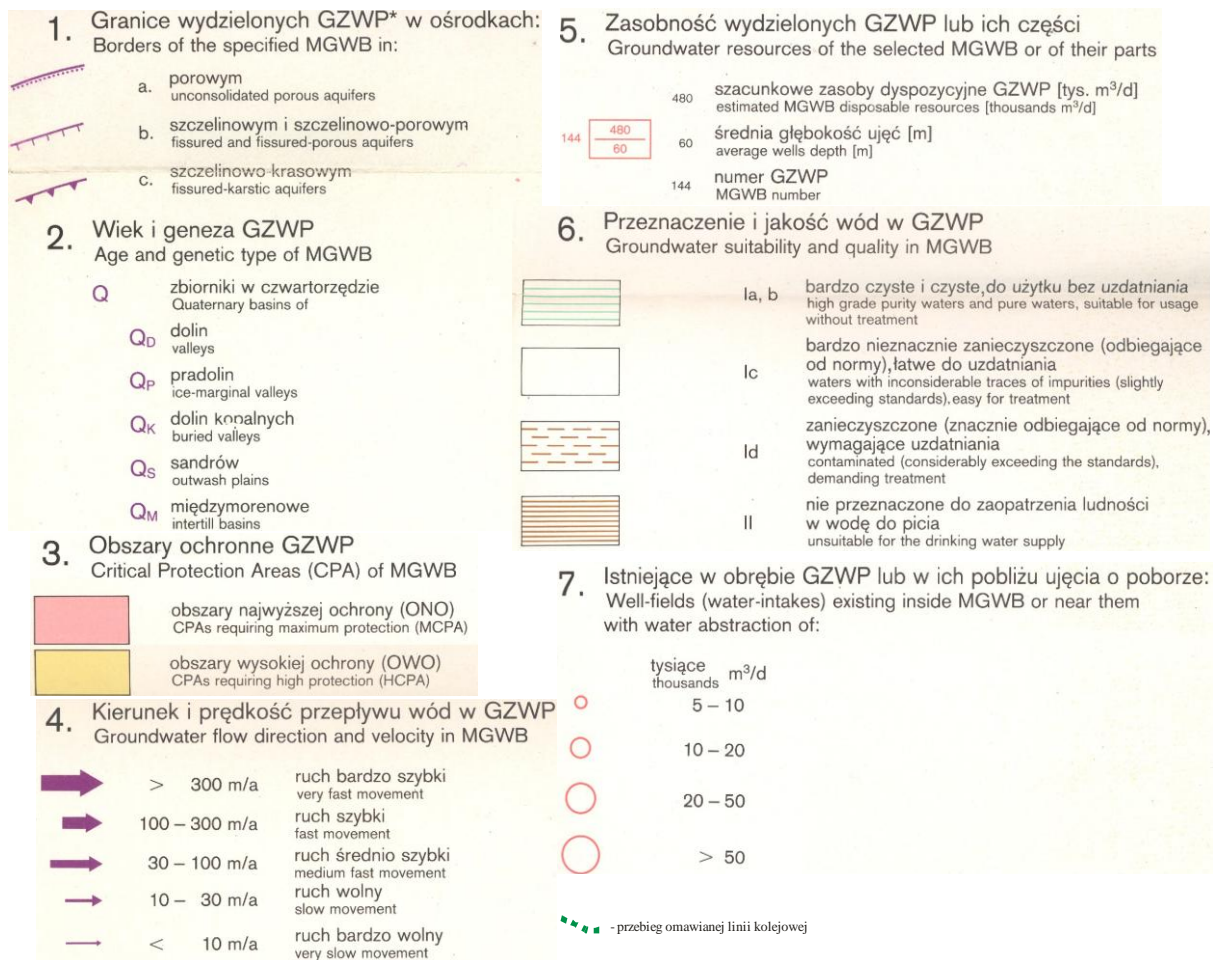 1. Granice wydzielonych GZWP* w ośrodkach:
Borders of the specified MGWB in:
a. porowym
unconsolidated porous aquifers
b. szczelinowym i szczelinowo-porowym
fissured and fissured-porous aquifers
c. szczelinowo-krasowym
fissured-karstic aquifers
2. Wiek i geneza GZWP
Age and genetic type of MGWB
Q zbiorniki w czwartorzędzie
Quaternary basins of
QD dolin
valleys
QP pradolin
ice-marginal valleys
QK dolin kopalnych
buried valleys
QS sandrów
outwash plains
QM międzymorenowe
intertill basins
3. Obszary ochronne GZWP
Critical Protection Areas (CPA) of MGWB
obszary najwyższej ochrony (ONO)
CPAs requiring maximum protection (MCPA)
obszary wysokiej ochrony (OWO)
CPAs requiring high protection (HCPA)
4. Kierunek i prędkość przepływu wód w GZWP
Groundwater flow direction and velocity in MGWB
> 300 m/a ruch bardzo szybki
very fast movement
100 – 300 m/a ruch szybki
fast movement
30 – 100 m/a ruch średnio szybki
medium fast movement
10 – 30 m/a ruch wolny
slow movement
< 10 m/a ruch bardzo wolny
very slow movement
5. Zasobność wydzielonych GZWP lub ich części
Groundwater resources of the selected MGWB or of their parts
480 szacunkowe zasoby dyspozycyjne GZWP [tys. m³/d]
estimated MGWB disposable resources [thousands m³/d]
144 480
60
60 średnia głębokość ujęć [m]
average wells depth [m]
144 numer GZWP
MGWB number
6. Przeznaczenie i jakość wód w GZWP
Groundwater suitability and quality in MGWB
Ia, b bardzo czyste i czyste,do użytku bez uzdatniania
high grade purity waters and pure waters, suitable for usage
without treatment
Ic bardzo nieznacznie zanieczyszczone (odbiegające
od normy),łatwe do uzdatniania
waters with inconsiderable traces of impurities (slightly
exceeding standards),easy for treatment
Id zanieczyszczone (znacznie odbiegające od normy),
wymagające uzdatniania
contaminated (considerably exceeding the standards),
demanding treatment
II nie przeznaczone do zaopatrzenia ludności
w wodę do picia
unsuitable for the drinking water supply
7. Istniejące w obrębie GZWP lub w ich pobliżu ujęcia o poborze:
Well-fields (water-intakes) existing inside MGWB or near them
with water abstraction of:
tysiące m³/d
thousands
5 – 10
10 – 20
20 – 50
> 50
- przebieg omawianej linii kolejowej